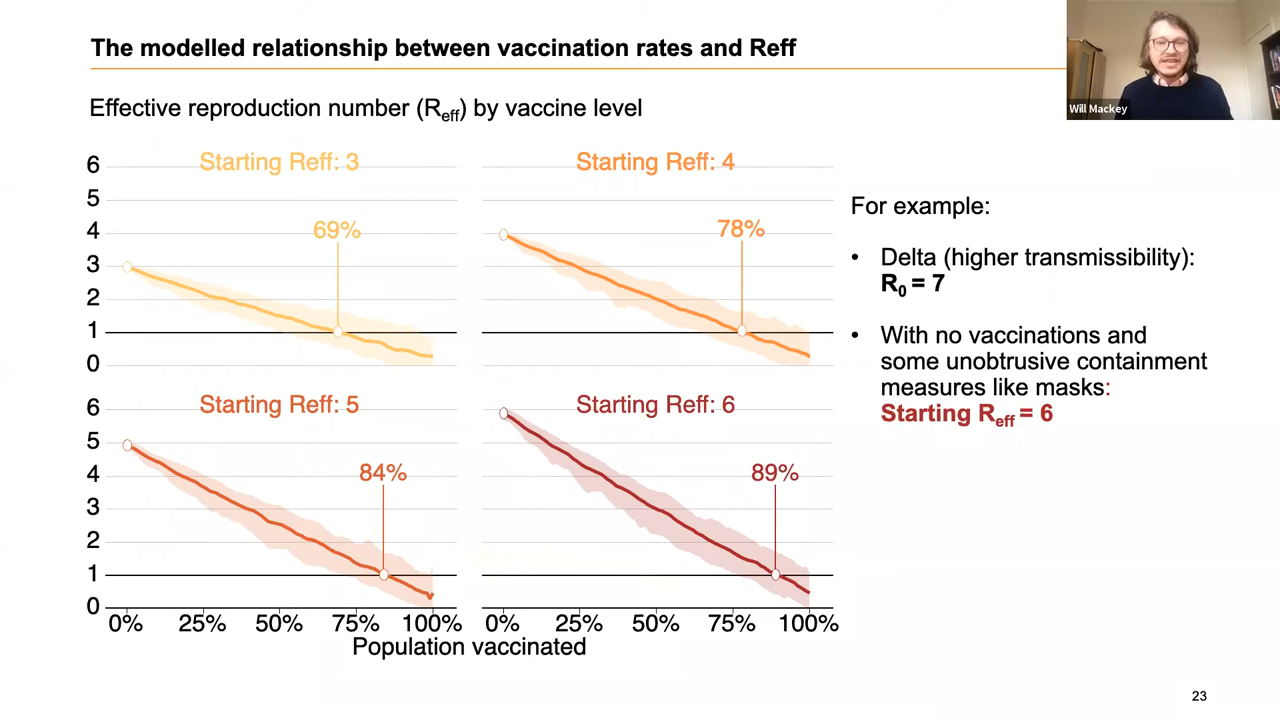 The modelled relationship between vaccination rates and Reff
Will Mackey
Effective reproduction number (Reff) by vaccine level
Starting Reff: 3
6
5
4
3
2
1
0
69%
Starting Reff: 4
78%
Starting Reff: 5
6
5
4
3
2
1
0
84%
0% 25% 50% 75% 100%
Starting Reff: 6
89%
0% 25% 50% 75% 100%
Population vaccinated
For example:
• Delta (higher transmissibility):
R0 = 7
• With no vaccinations and
some unobtrusive containment
measures like masks:
Starting Reff = 6
23